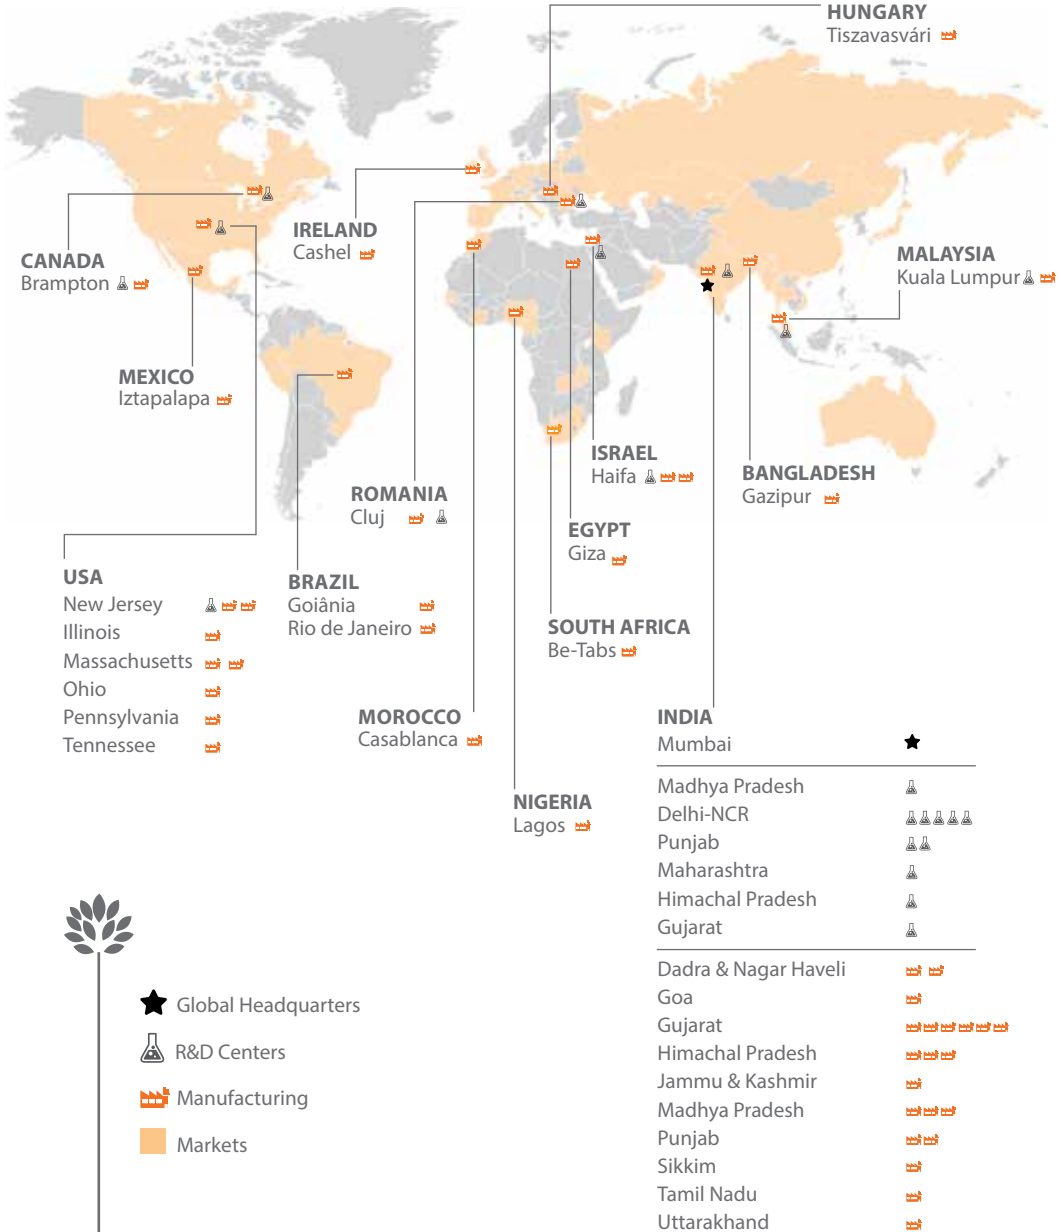 HUNGARY
Tiszavasvári
IRELAND
Cashel
CANADA
Brampton
MALAYSIA
Kuala Lumpur
MEXICO
Iztapalapa
ISRAEL
Haifa
BANGLADESH
Gazipur
ROMANIA
Cluj
EGYPT
Giza
USA
New Jersey
Illinois
Massachusetts
Ohio
Pennsylvania
Tennessee
BRAZIL
Goiânia
Rio de Janeiro
SOUTH AFRICA
Be-Tabs
MOROCCO
Casablanca
NIGERIA
Lagos
INDIA
Mumbai
Madhya Pradesh
Delhi-NCR
Punjab
Maharashtra
Himachal Pradesh
Gujarat
Dadra & Nagar Haveli
Goa
Gujarat
Himachal Pradesh
Jammu & Kashmir
Madhya Pradesh
Punjab
Sikkim
Tamil Nadu
Uttarakhand
Global Headquarters
R&D Centers
Manufacturing
Markets